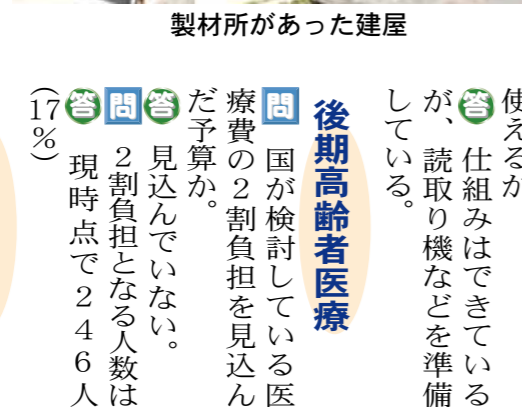 製材所があった建屋
使えるか
答 仕組みはできている
が、読取り機などを準備
している。
後期高齢者医療
問 国が検討している医
療費の2割負担を見込ん
だ予算か。
答 見込んでいない。
問 2割負担となる人数は
答 現時点で246人
(17%)